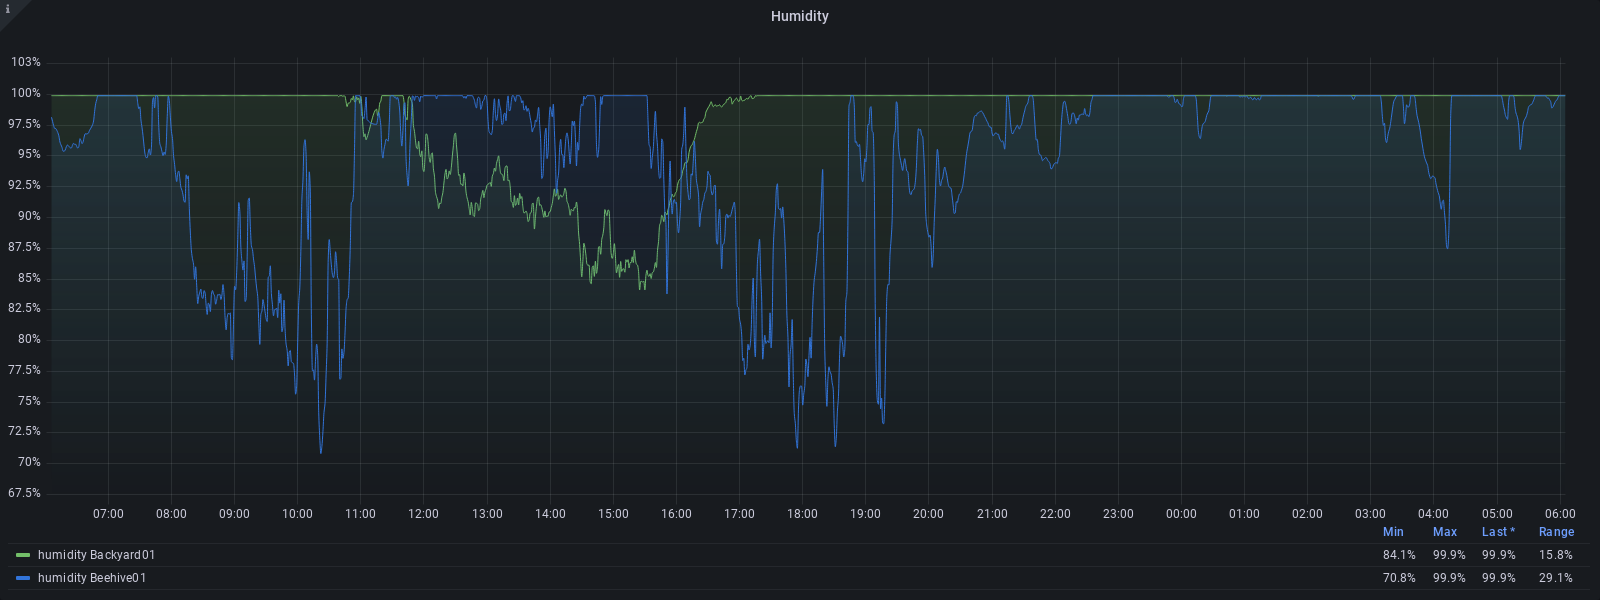 i
Humidity
103%
100%
97.5%
95%
92.5%
90%
87.5%
85%
82.5%
80%
77.5%
75%
72.5%
70%
67.5%
07:00 08:00 09:00 10:00 11:00 12:00 13:00 14:00 15:00 16:00 17:00 18:00 19:00 20:00 21:00 22:00 23:00 00:00 01:00 02:00 03:00 04:00 05:00 06:00
Min Max Last * Range
humidity Backyard01 84.1% 99.9% 99.9% 15.8%
humidity Beehive01 70.8% 99.9% 99.9% 29.1%